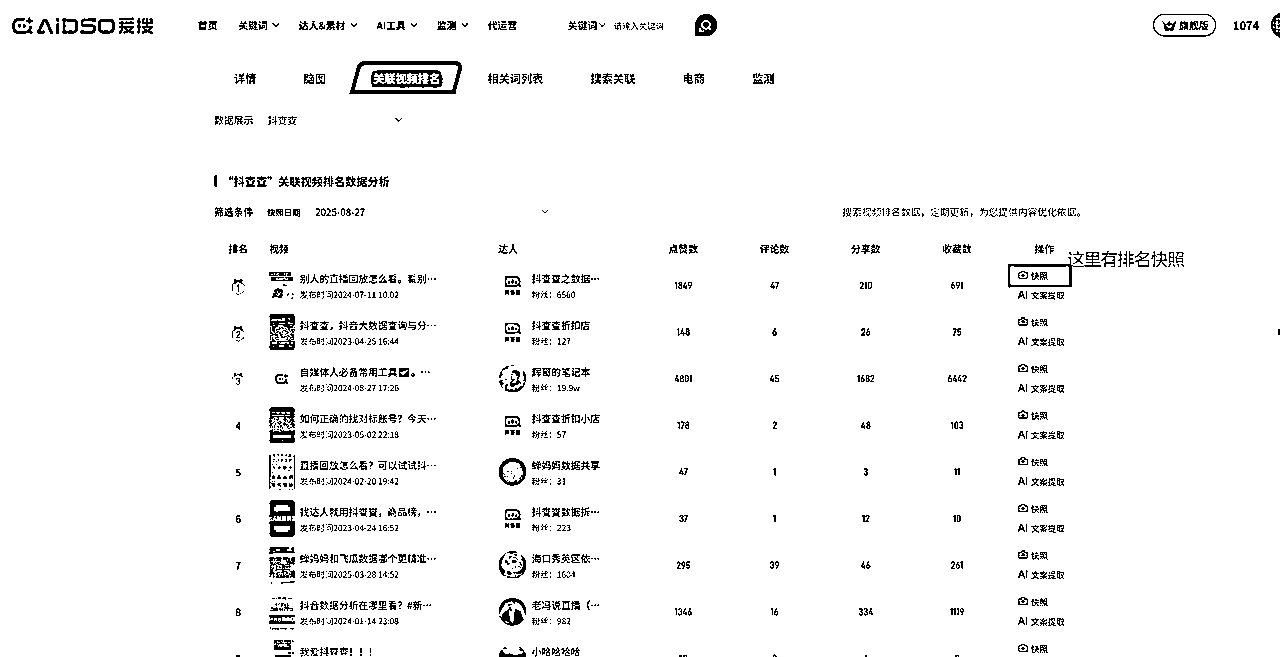 AIDSO爱搜 首页 关键词 达人&素材 AI工具 监测 代运营 关键词 请输入关键词 旗舰版 1074
详情 隐图 关联视频排名 相关词列表 搜索关联 电商 监测
数据展示 抖查查
“抖查查”关联视频排名数据分析
筛选条件 快照日期 2025-08-27 搜索视频排名数据，定期更新，为您提供内容优化依据。
排名 视频 达人 点赞数 评论数 分享数 收藏数 操作
这里有排名快照
1 别人的直播回放怎么看。看别… 抖查查之数据… 1849 47 210 691 快照
发布时间2024-07-11 10:02 粉丝：6560 AI 文案提取
2 抖查查，抖音大数据查询与分… 抖查查折扣店 148 6 26 75 快照
发布时间2023-04-25 16:44 粉丝：127 AI 文案提取
3 自媒体人必备常用工具☑。… 辉哥的笔记本 4801 45 1682 6442 快照
发布时间2024-08-27 17:26 粉丝：19.9w AI 文案提取
4 如何正确的找对标账号？今天… 抖查查折扣小店 178 2 48 103 快照
发布时间2023-05-02 22:18 粉丝：57 AI 文案提取
5 直播回放怎么看？可以试试抖… 蝉妈妈数据共享 47 1 3 11 快照
发布时间2024-02-20 19:42 粉丝：31 AI 文案提取
6 找达人就用抖查查，商品榜，… 抖查查数据折… 37 1 12 10 快照
发布时间2023-04-24 16:52 粉丝：223 AI 文案提取
7 蝉妈妈和飞瓜数据哪个更精准… 海口秀英区依… 295 39 46 261 快照
发布时间2025-03-28 14:52 粉丝：1604 AI 文案提取
8 抖音数据分析在哪里看？#新… 老冯说直播（… 1346 16 334 1119 快照
发布时间2024-01-14 23:08 粉丝：982 AI 文案提取
我爱抖查查！！！ 小哈哈哈哈 快照